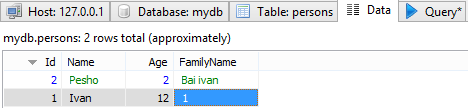 Host: 127.0.0.1 Database: mydb Table: persons Data Query*
mydb.persons: 2 rows total (approximately)
Id Name Age FamilyName
2 Pesho 2 Bai ivan
1 Ivan 12 1